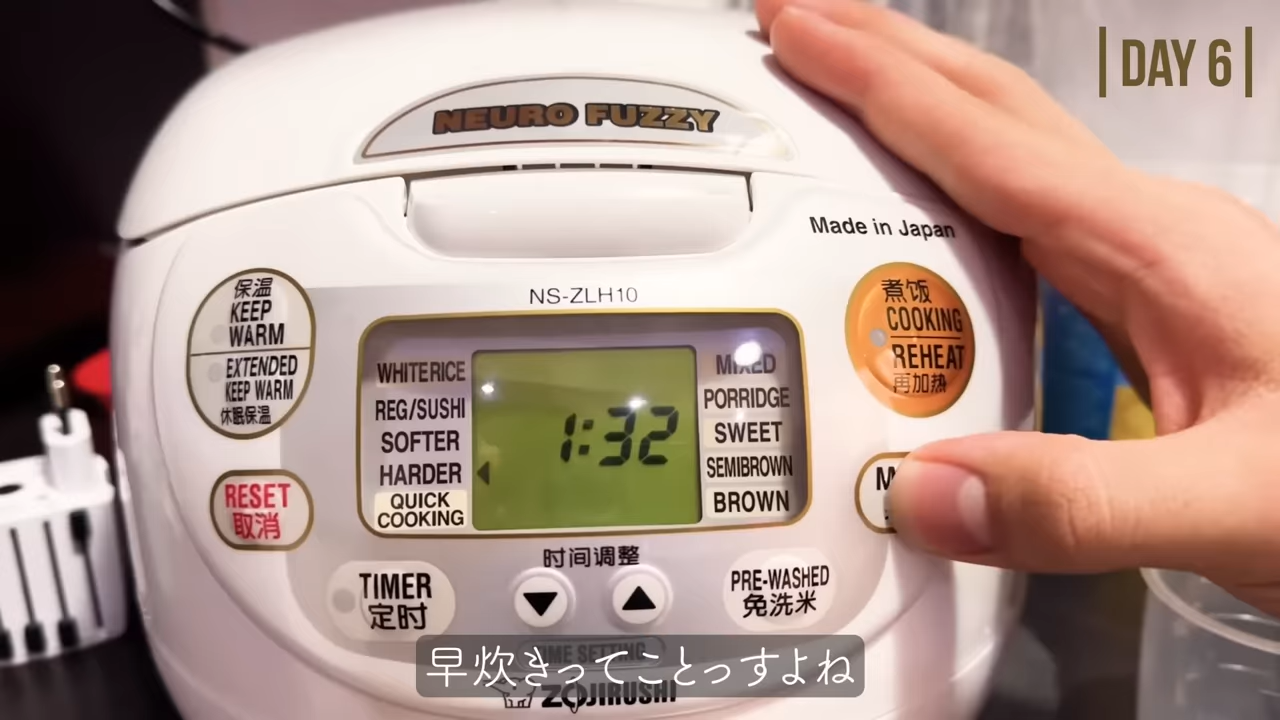 | DAY 6 |
NEURO FUZZY
Made in Japan
NS-ZLH10
保温
KEEP
WARM
EXTENDED
KEEP WARM
休眠保温
RESET
取消
WHITE RICE
REG/SUSHI
SOFTER
HARDER
QUICK
COOKING
1:32
MIXED
PORRIDGE
SWEET
SEMIBROWN
BROWN
煮饭
COOKING
REHEAT
再加热
时间调整
TIMER
定时
PRE-WASHED
免洗米
TIME SETTING
早炊きってことっすよね
ZOJIRUSHI